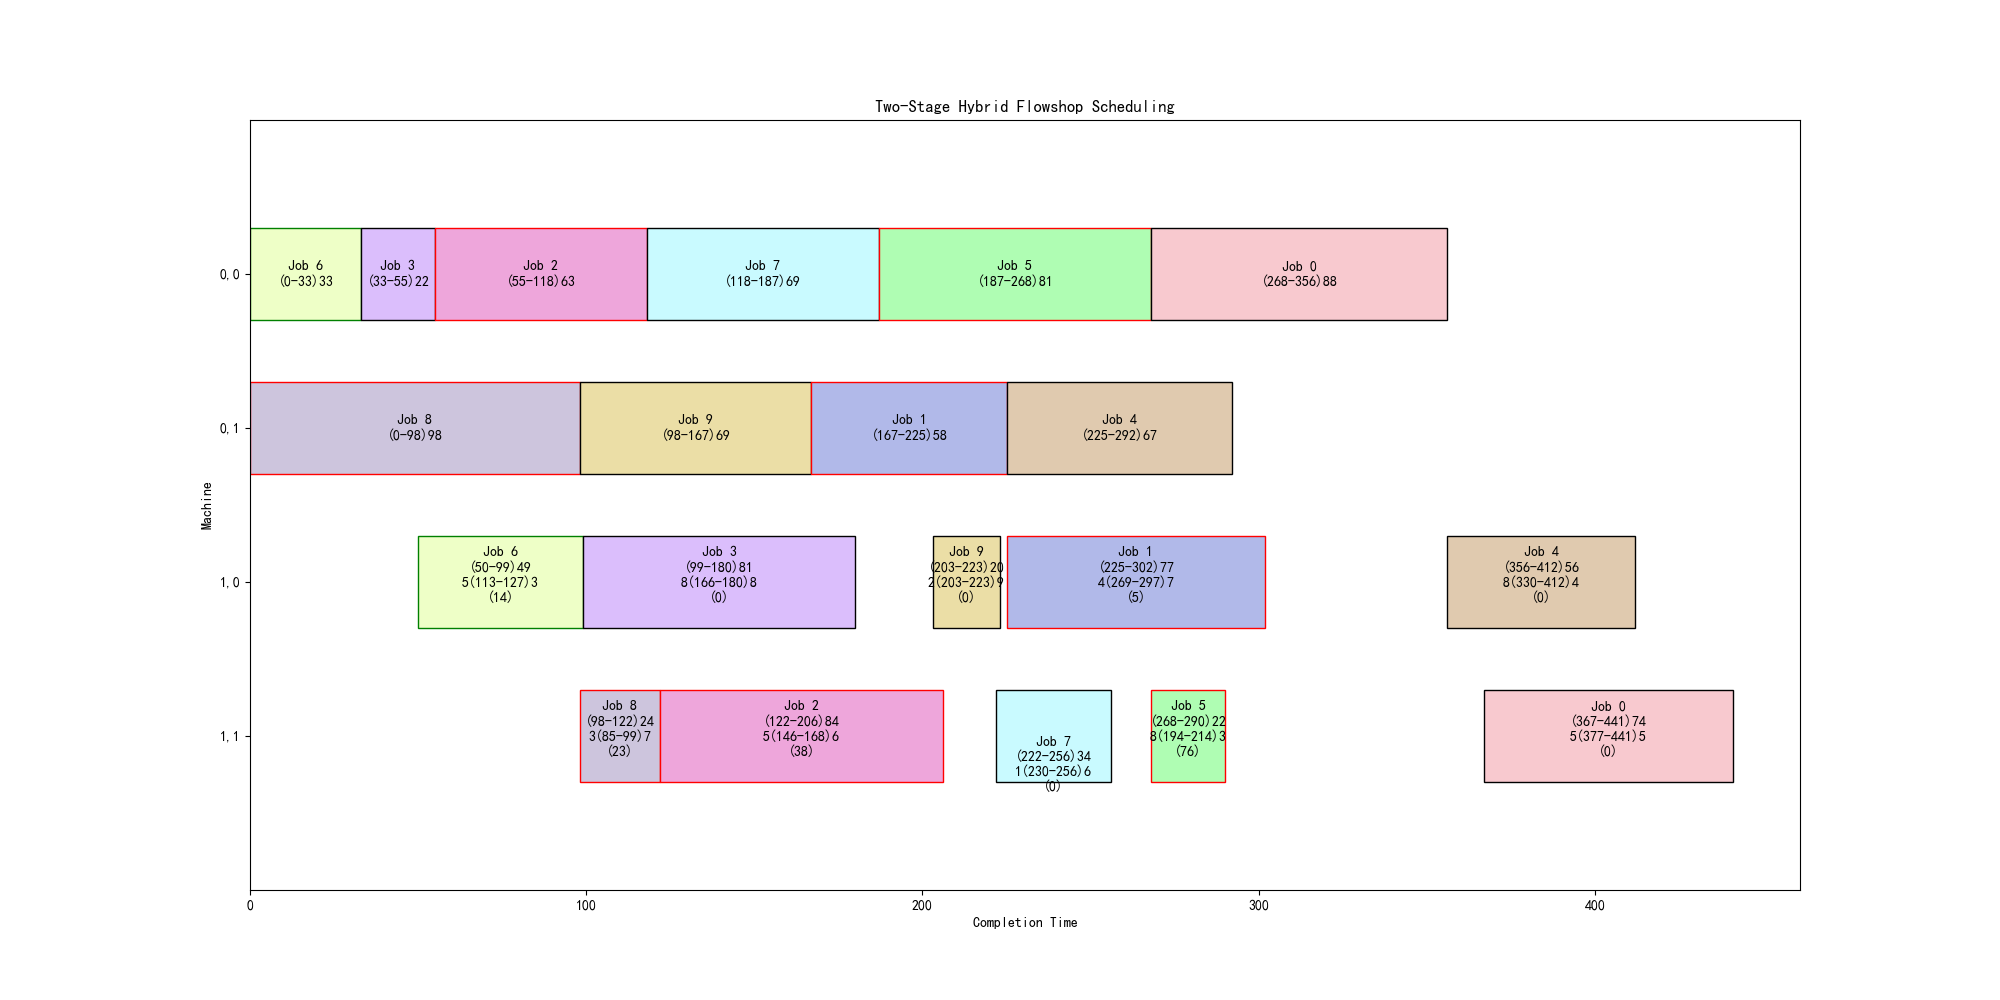 Two-Stage Hybrid Flowshop Scheduling
0,0
Job 6
(0-33)33
Job 3
(33-55)22
Job 2
(55-118)63
Job 7
(118-187)69
Job 5
(187-268)81
Job 0
(268-356)88
0,1
Job 8
(0-98)98
Job 9
(98-167)69
Job 1
(167-225)58
Job 4
(225-292)67
Machine
1,0
Job 6
(50-99)49
5(113-127)3
(14)
Job 3
(99-180)81
8(166-180)8
(0)
Job 9
(203-223)20
2(203-223)9
(0)
Job 1
(225-302)77
4(269-297)7
(5)
Job 4
(356-412)56
8(330-412)4
(0)
1,1
Job 8
(98-122)24
3(85-99)7
(23)
Job 2
(122-206)84
5(146-168)6
(38)
Job 7
(222-256)34
1(230-256)6
(0)
Job 5
(268-290)22
8(194-214)3
(76)
Job 0
(367-441)74
5(377-441)5
(0)
0
100
200
300
400
Completion Time